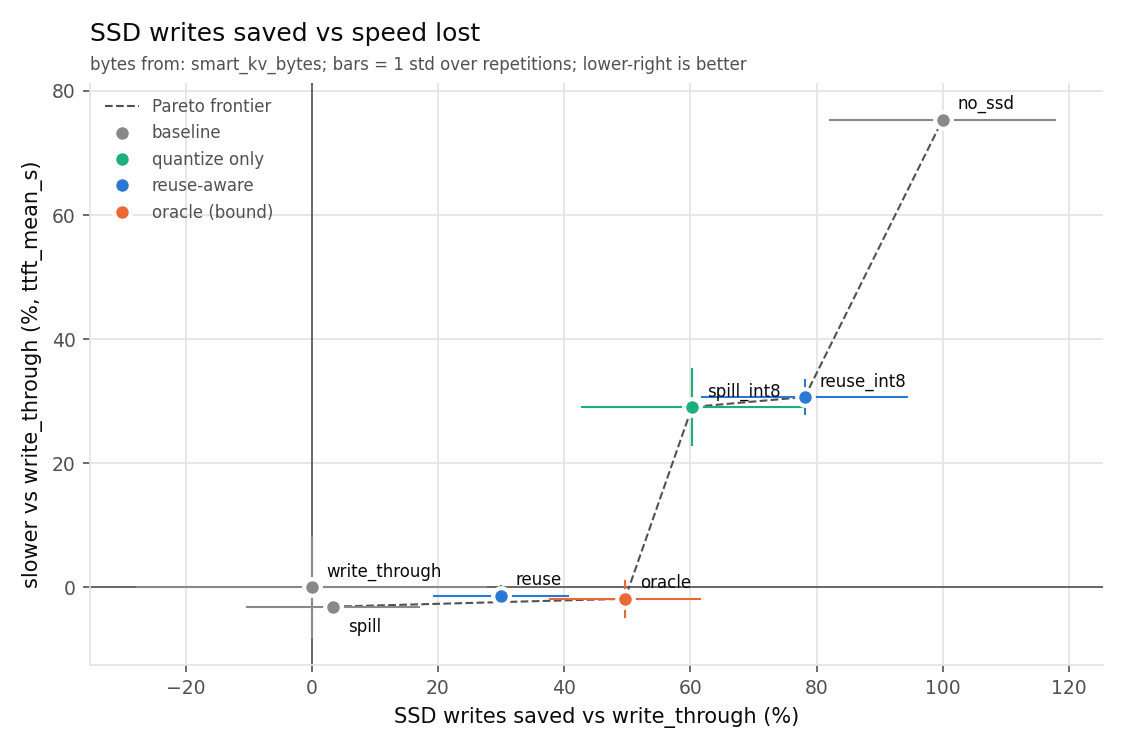 SSD writes saved vs speed lost
bytes from: smart_kv_bytes; bars = 1 std over repetitions; lower-right is better
80
60
40
20
0
slower vs write_through (%, ttft_mean_s)
Pareto frontier
baseline
quantize only
reuse-aware
oracle (bound)
no_ssd
spill_int8
reuse_int8
write_through
reuse
oracle
spill
−20
0
20
40
60
80
100
120
SSD writes saved vs write_through (%)